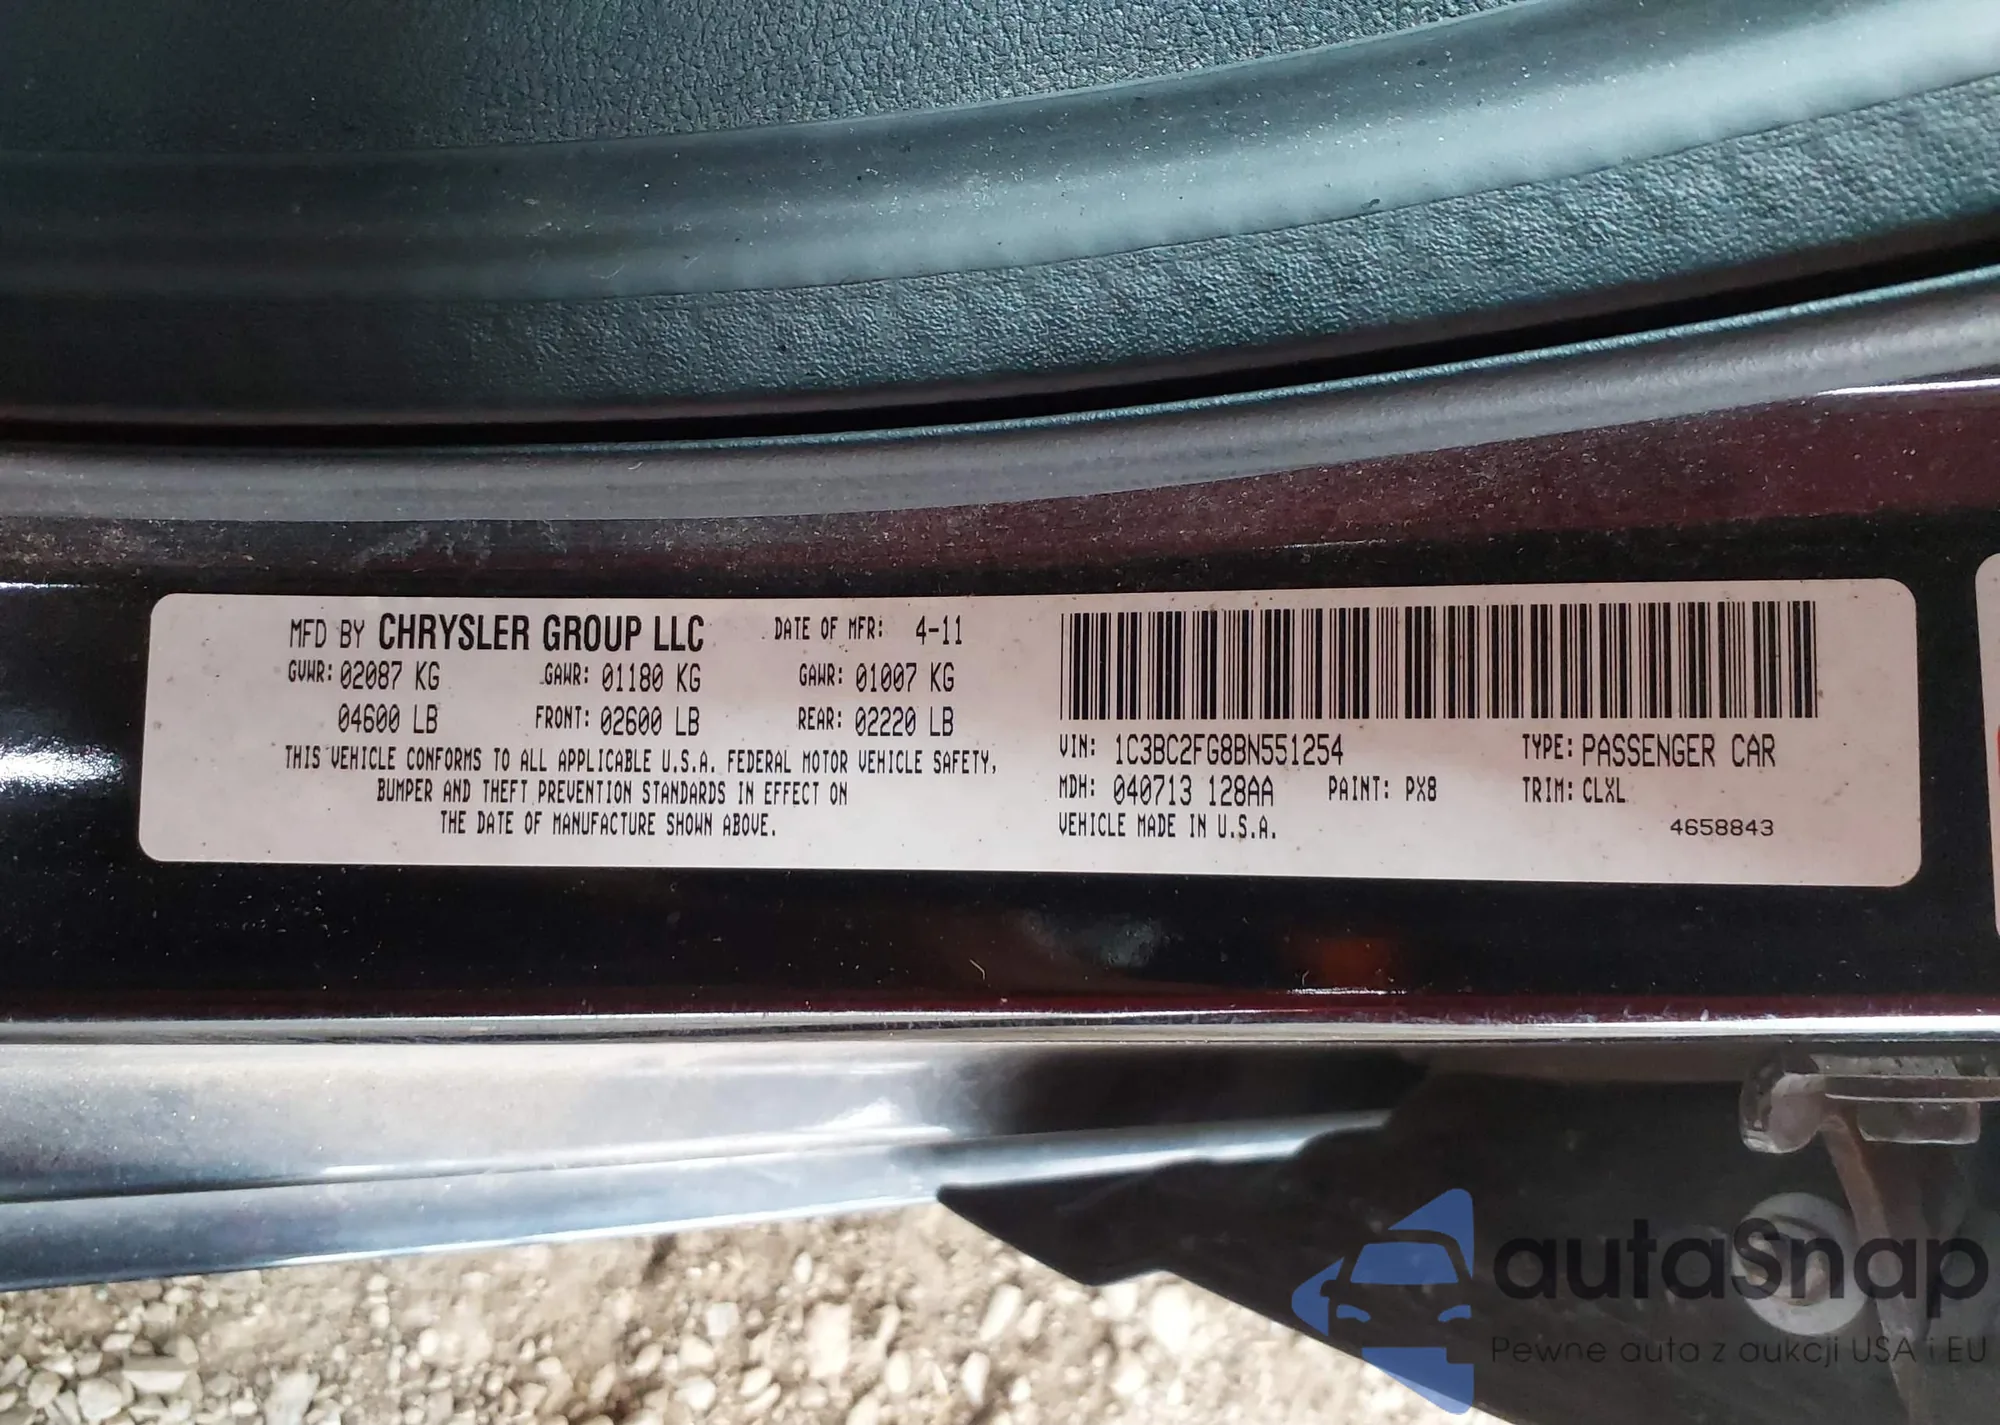 MFD BY CHRYSLER GROUP LLC DATE OF MFR: 4-11
GVWR: 02087 KG GAWR: 01180 KG GAWR: 01007 KG
04600 LB FRONT: 02600 LB REAR: 02220 LB
THIS VEHICLE CONFORMS TO ALL APPLICABLE U.S.A. FEDERAL MOTOR VEHICLE SAFETY,
BUMPER AND THEFT PREVENTION STANDARDS IN EFFECT ON
THE DATE OF MANUFACTURE SHOWN ABOVE.
VIN: 1C3BC2FG8BN551254 TYPE: PASSENGER CAR
MDH: 040713 128AA PAINT: PX8 TRIM: CLXL
VEHICLE MADE IN U.S.A. 4658843
autaSnap
Pewne auta z aukcji USA i EU